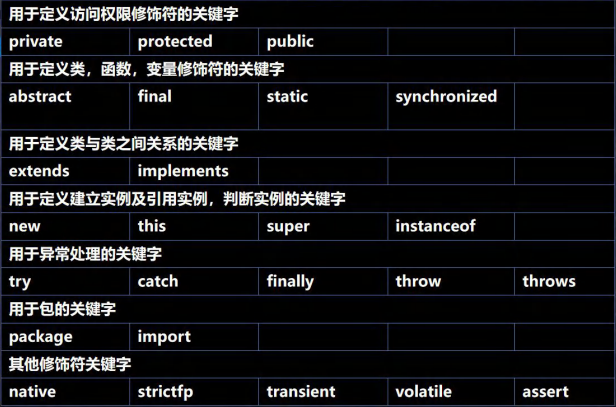 用于定义访问权限修饰符的关键字
private protected public
用于定义类，函数，变量修饰符的关键字
abstract final static synchronized
用于定义类与类之间关系的关键字
extends implements
用于定义建立实例及引用实例，判断实例的关键字
new this super instanceof
用于异常处理的关键字
try catch finally throw throws
用于包的关键字
package import
其他修饰符关键字
native strictfp transient volatile assert